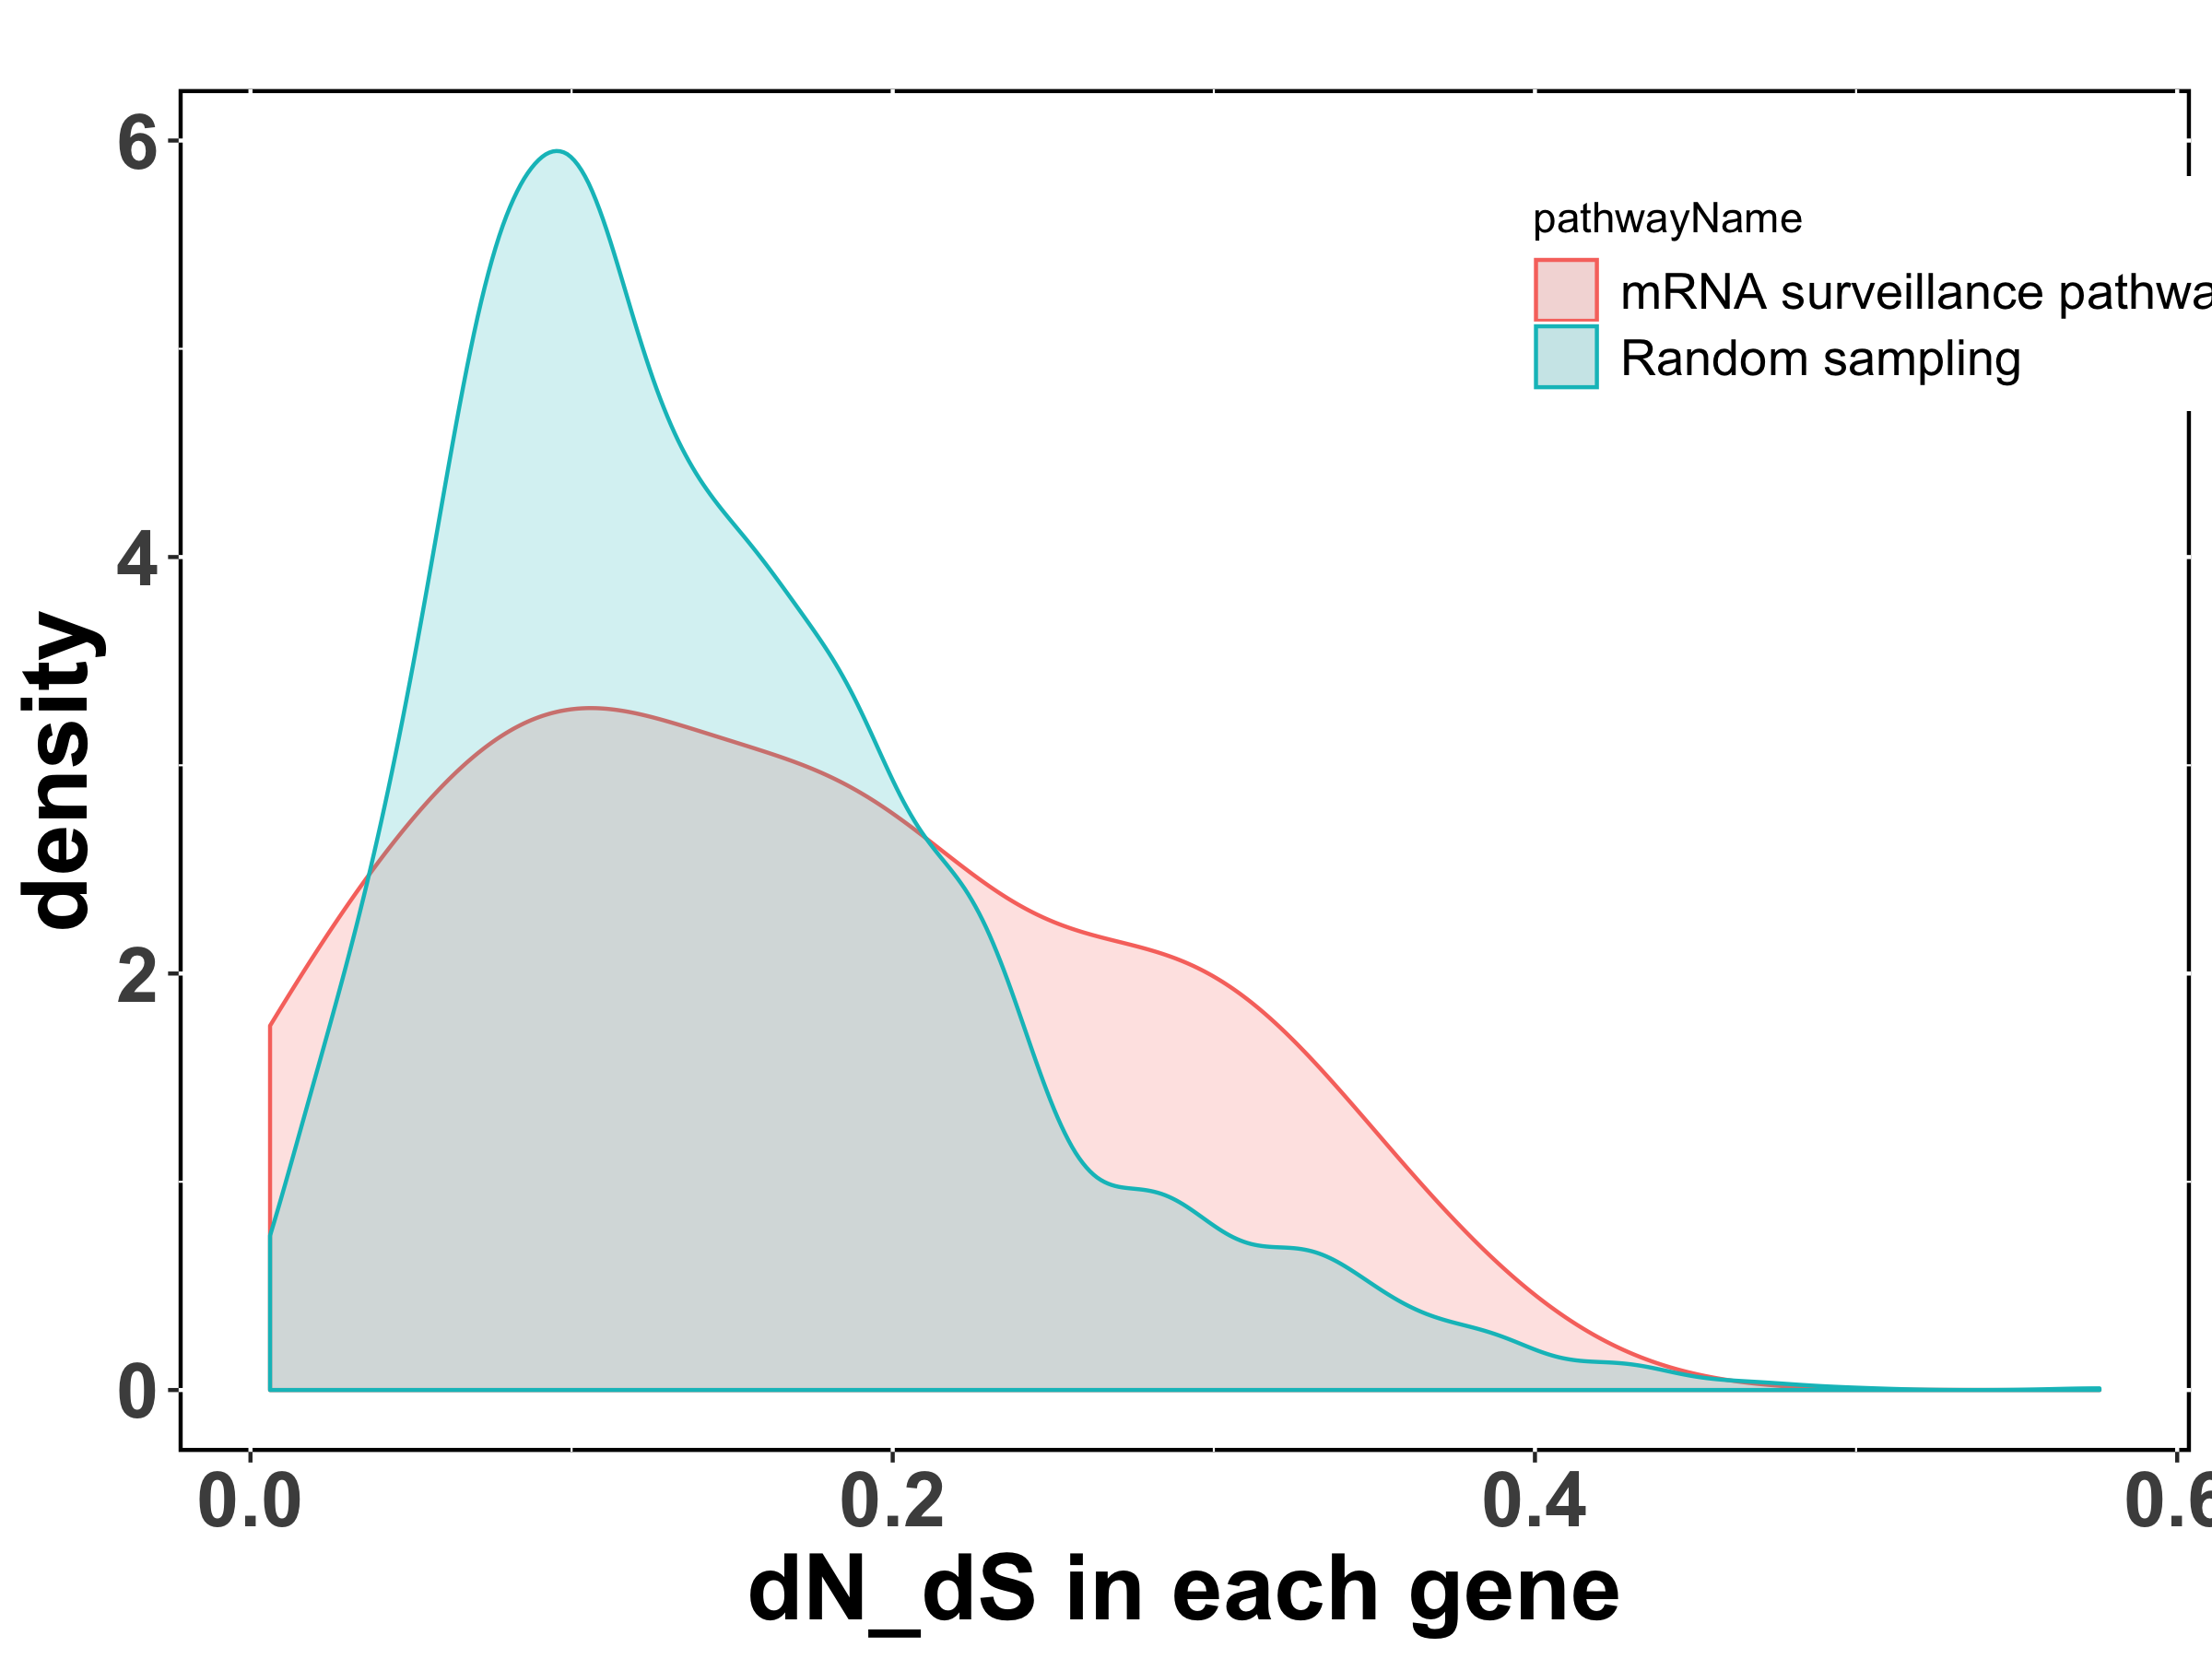 6
4
2
0
density
pathwayName
mRNA surveillance pathwa
Random sampling
0.0 0.2 0.4 0.6
dN_dS in each gene